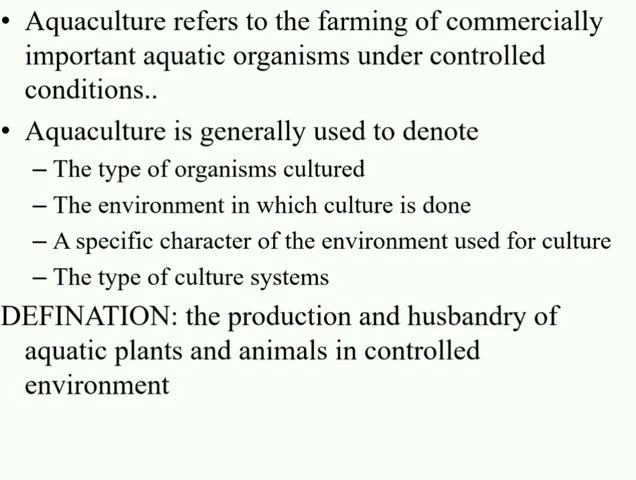 • Aquaculture refers to the farming of commercially
important aquatic organisms under controlled
conditions..
• Aquaculture is generally used to denote
– The type of organisms cultured
– The environment in which culture is done
– A specific character of the environment used for culture
– The type of culture systems
DEFINATION: the production and husbandry of
aquatic plants and animals in controlled
environment